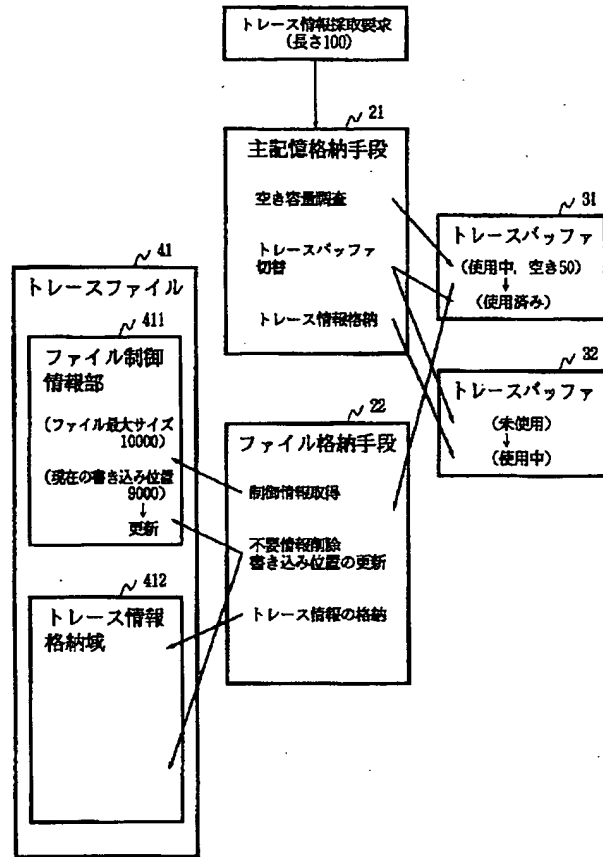 トレース情報採取要求
(長さ100)
21
主記憶格納手段
空き容量調査
トレースバッファ
切替
トレース情報格納
31
トレースバッファ
(使用中, 空き50)
↓
(使用済み)
32
トレースバッファ
(未使用)
↓
(使用中)
41
トレースファイル
411
ファイル制御
情報部
(ファイル最大サイズ
10000)
(現在の書き込み位置
9000)
↓
更新
412
トレース情報
格納域
22
ファイル格納手段
制御情報取得
不要情報削除
書き込み位置の更新
トレース情報の格納